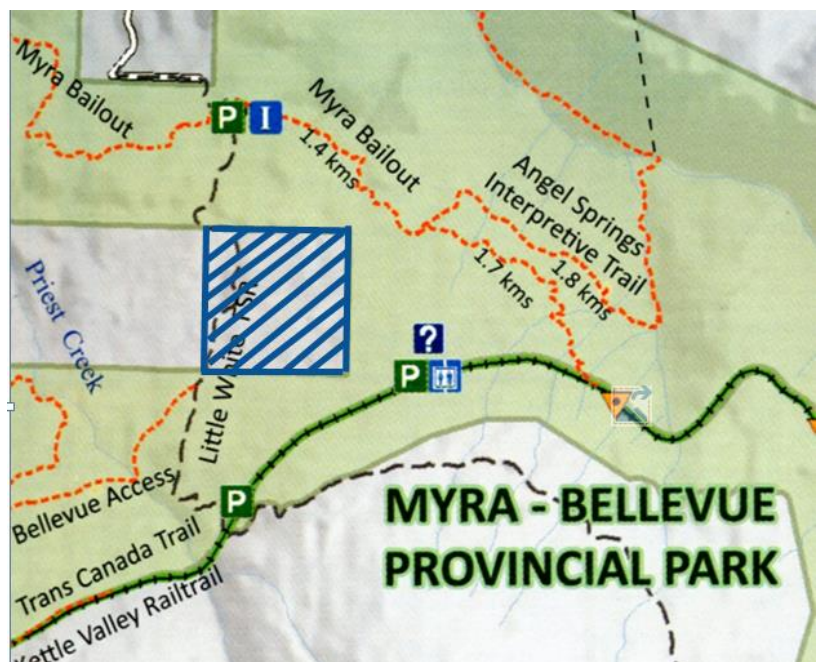 Myra Bailout
P
I
Myra Bailout
1.4 kms
Angel Springs
Interpretive Trail
1.8 kms
1.7 kms
Priest Creek
Little White FSR
?
P
P
Bellevue Access
Trans Canada Trail
Kettle Valley Railtrail
MYRA - BELLEVUE
PROVINCIAL PARK